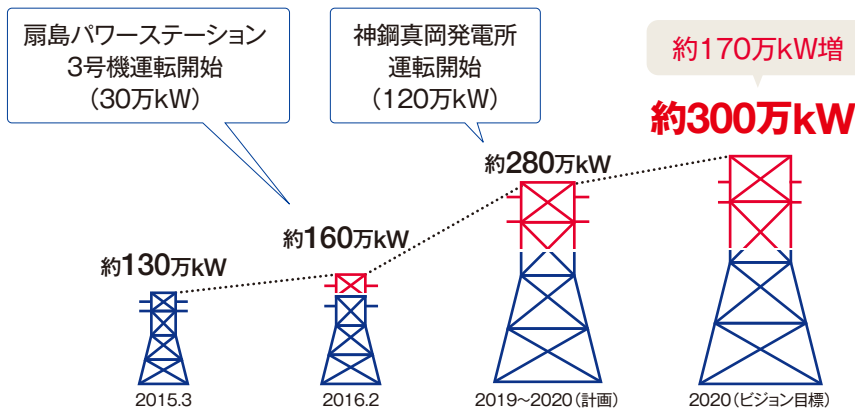 扇島パワーステーション
3号機運転開始
（30万kW）
神鋼真岡発電所
運転開始
（120万kW）
約170万kW増
約300万kW
約280万kW
約160万kW
約130万kW
2015.3
2016.2
2019~2020（計画）
2020（ビジョン目標）